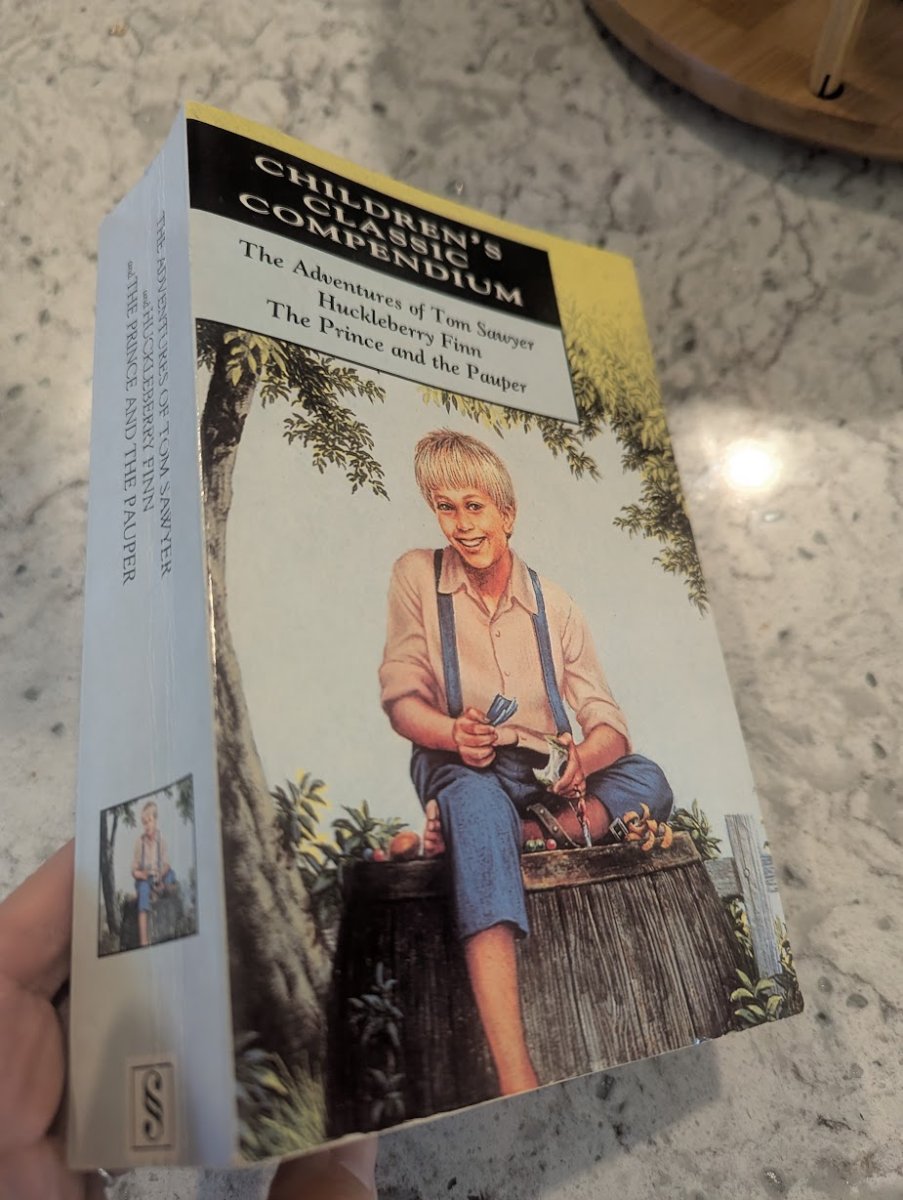 CHILDREN'S
CLASSIC
COMPENDIUM
The Adventures of Tom Sawyer
Huckleberry Finn
The Prince and the Pauper
THE ADVENTURES OF TOM SAWYER
and HUCKLEBERRY FINN
and THE PRINCE AND THE PAUPER
§